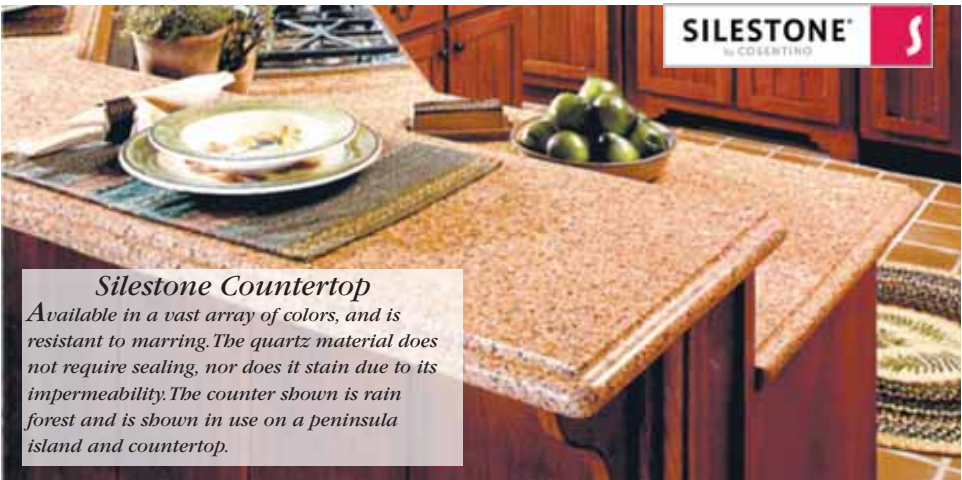 SILESTONE®
by COSENTINO
Silestone Countertop
Available in a vast array of colors, and is
resistant to marring. The quartz material does
not require sealing, nor does it stain due to its
impermeability. The counter shown is rain
forest and is shown in use on a peninsula
island and countertop.